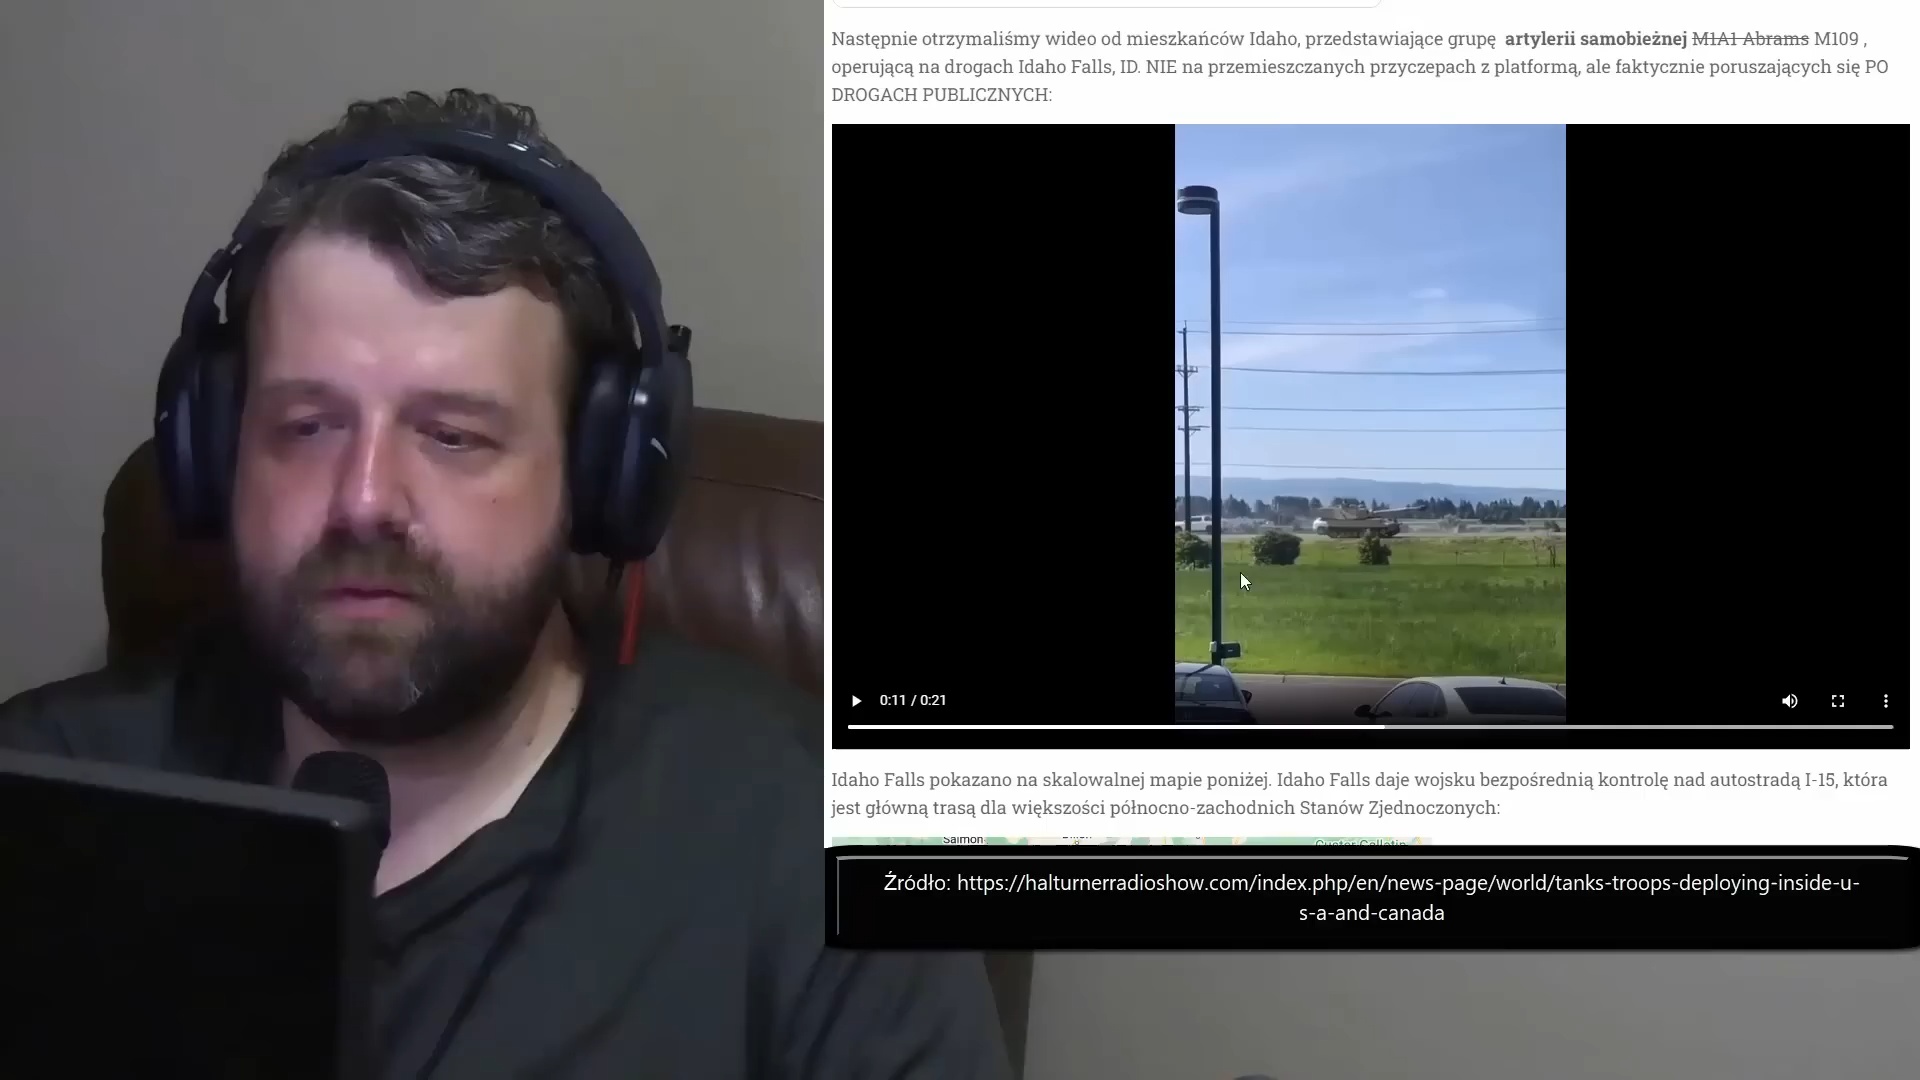 Następnie otrzymaliśmy wideo od mieszkańców Idaho, przedstawiające grupę artylerii samobieżnej M1A1 Abrams M109 ,
operującą na drogach Idaho Falls, ID. NIE na przemieszczanych przyczepach z platformą, ale faktycznie poruszających się PO
DROGACH PUBLICZNYCH:
0:11 / 0:21
Idaho Falls pokazano na skalowalnej mapie poniżej. Idaho Falls daje wojsku bezpośrednią kontrolę nad autostradą I-15, która
jest główną trasą dla większości północno-zachodnich Stanów Zjednoczonych:
Salmon
Custer Gallatin
Źródło: https://halturnerradioshow.com/index.php/en/news-page/world/tanks-troops-deploying-inside-u-
s-a-and-canada